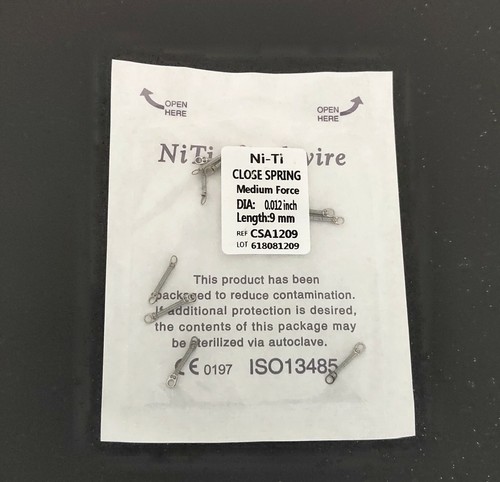 OPEN
HERE
OPEN
HERE
NiTi
Ni-Ti
CLOSE SPRING
Medium Force
DIA: 0.012 inch
Length:9 mm
REF CSA1209
LOT 618081209
This product has been
packaged to reduce contamination.
If additional protection is desired,
the contents of this package may
be sterilized via autoclave.
CE 0197 ISO13485